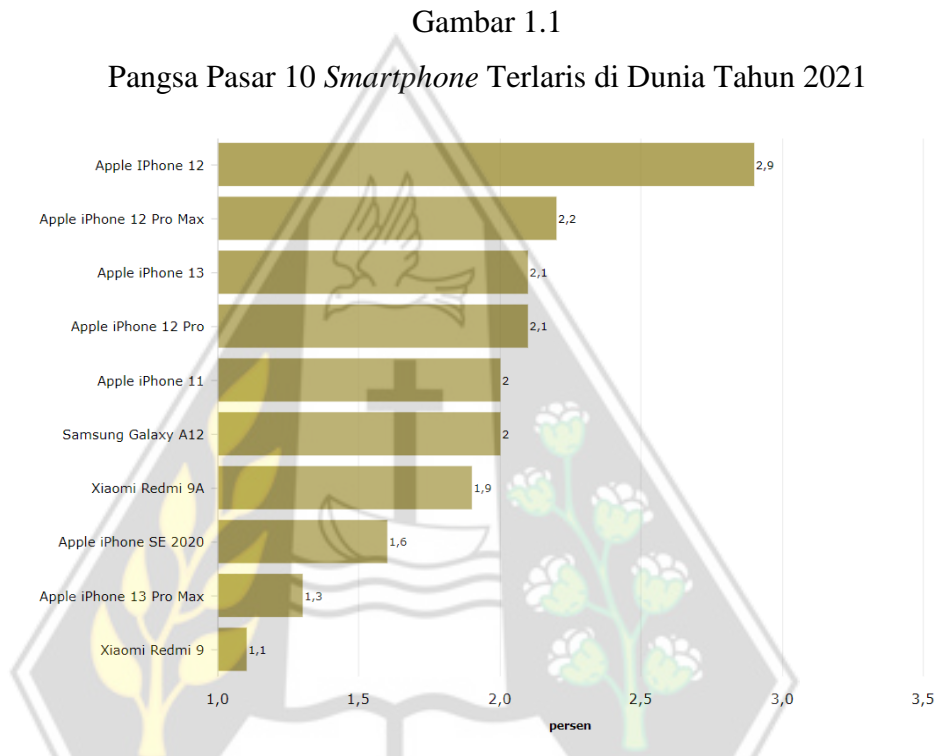 Gambar 1.1
Pangsa Pasar 10 Smartphone Terlaris di Dunia Tahun 2021
Apple IPhone 12 2,9
Apple iPhone 12 Pro Max 2,2
Apple iPhone 13 2,1
Apple iPhone 12 Pro 2,1
Apple iPhone 11 2
Samsung Galaxy A12 2
Xiaomi Redmi 9A 1,9
Apple iPhone SE 2020 1,6
Apple iPhone 13 Pro Max 1,3
Xiaomi Redmi 9 1,1
1,0 1,5 2,0 2,5 3,0 3,5
persen